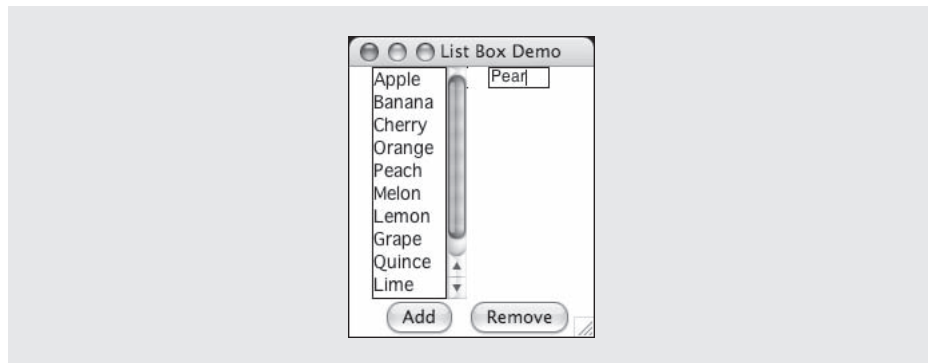 List Box Demo
Apple
Pear
Banana
Cherry
Orange
Peach
Melon
Lemon
Grape
Quince
Lime
Add
Remove